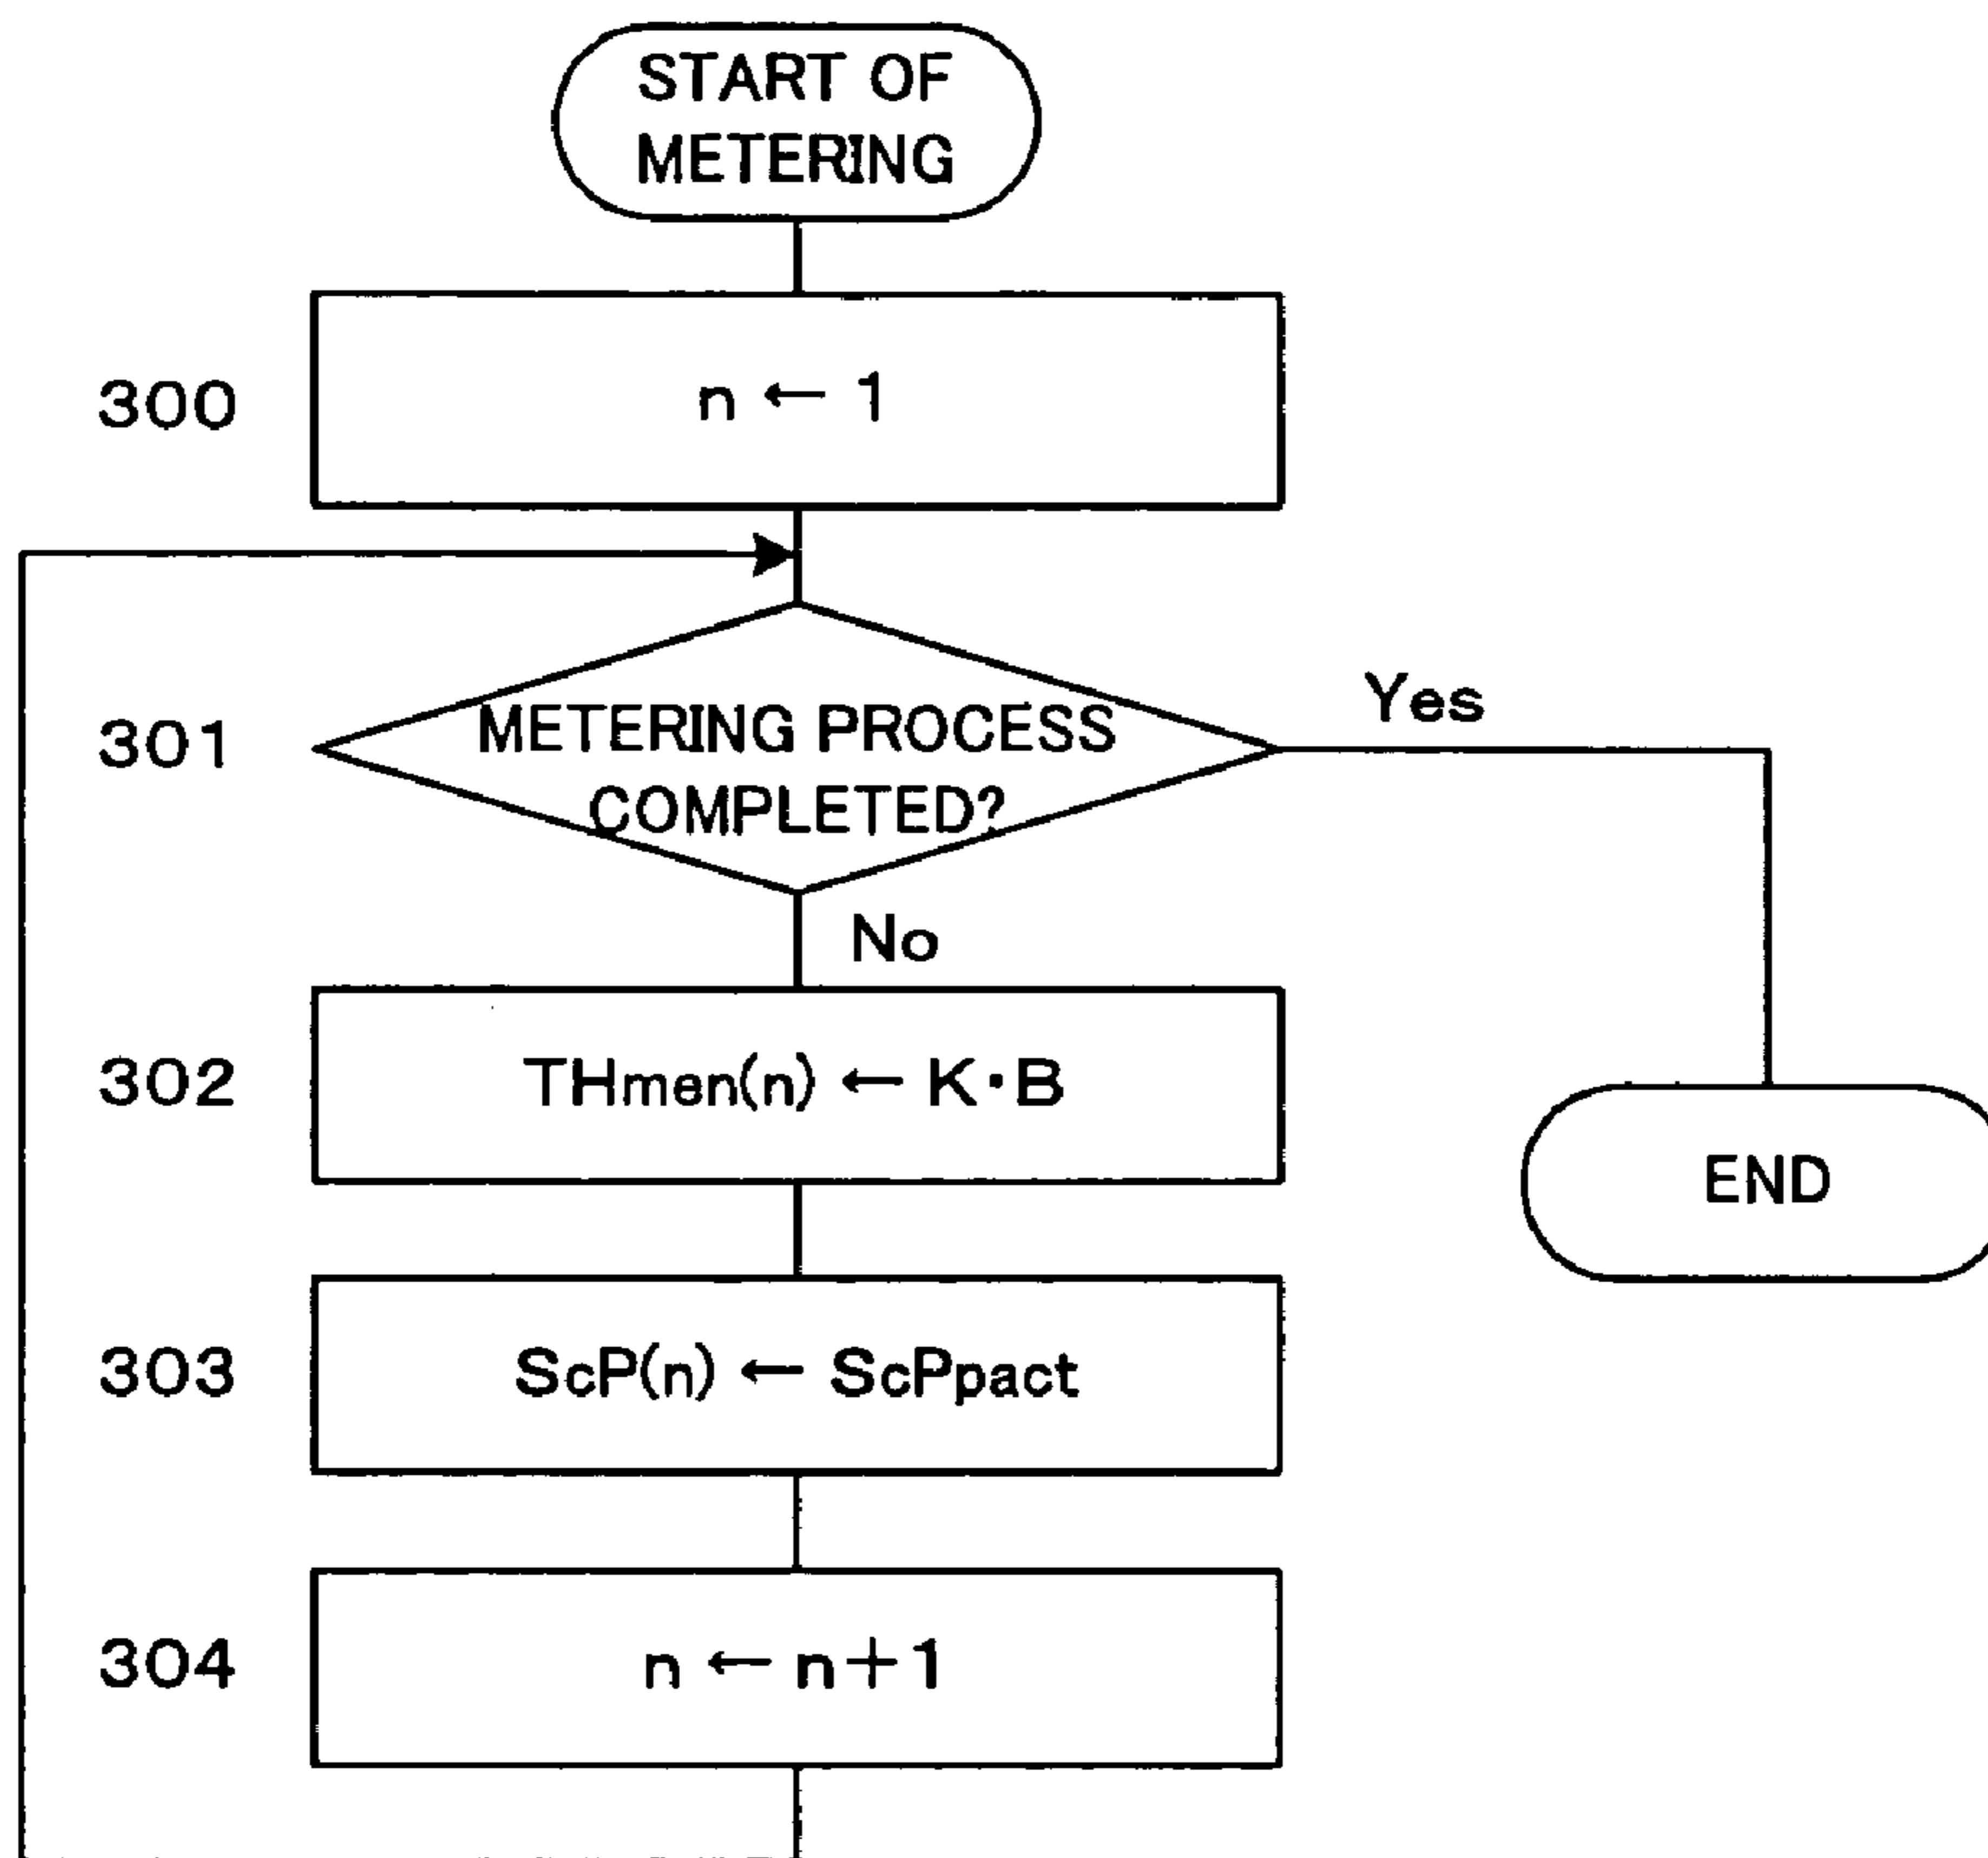 START OF
METERING
300
n ← 1
301
METERING PROCESS
COMPLETED?
Yes
No
302
THmen(n) ← K·B
END
303
ScP(n) ← ScPpact
304
n ← n+1